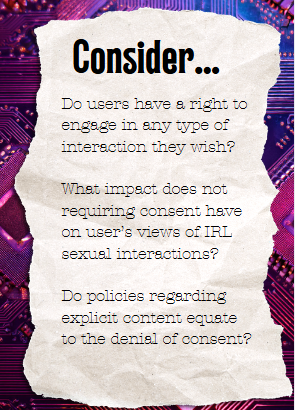 Consider...
Do users have a right to
engage in any type of
interaction they wish?
What impact does not
requiring consent have
on user's views of IRL
sexual interactions?
Do policies regarding
explicit content equate
to the denial of consent?